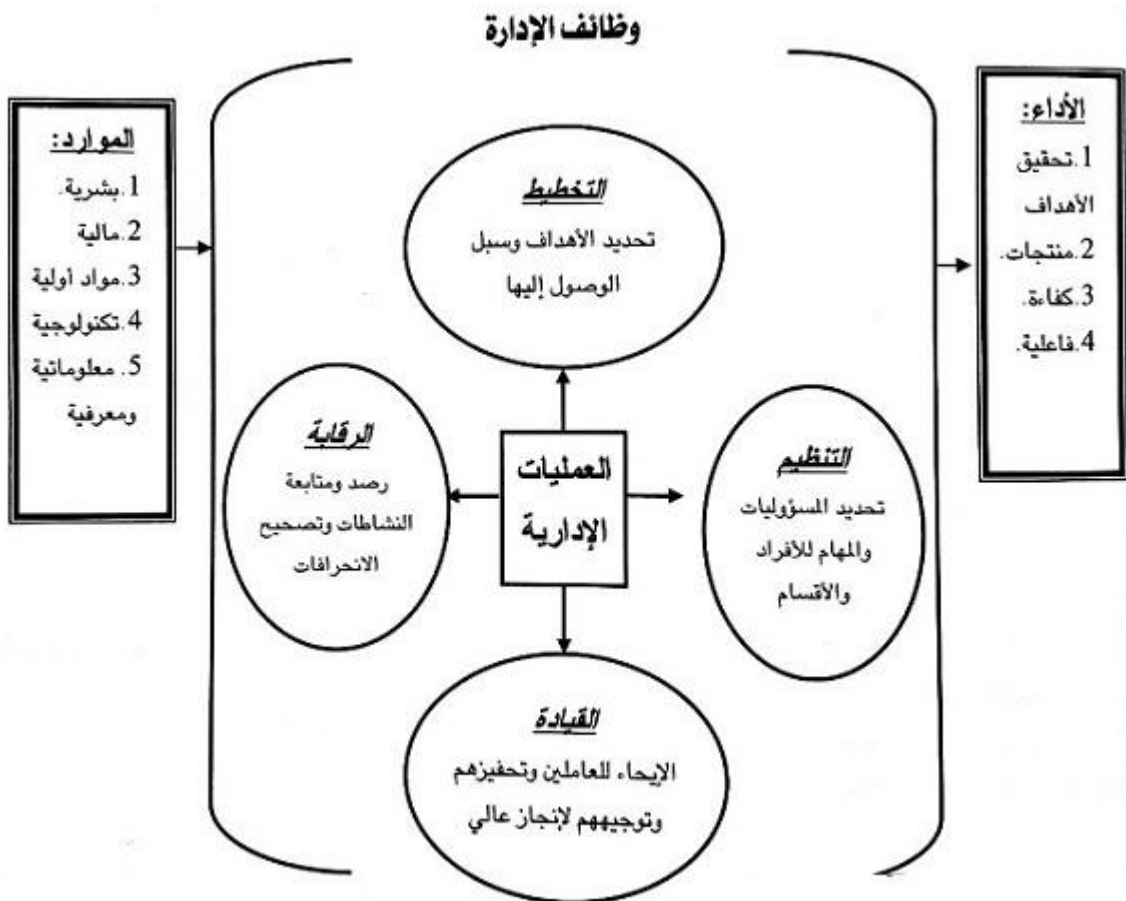 وظائف الإدارة
الأداء:
1.تحقيق
الأهداف
2.منتجات.
3.كفاءة.
4.فاعلية.
الموارد:
1.بشرية.
2.مالية
3.مواد أولية
4.تكنولوجية
5. معلوماتية
ومعرفية
التخطيط
تحديد الأهداف وسبل
الوصول إليها
التنظيم
تحديد المسؤوليات
والمهام للأفراد
والأقسام
العمليات
الإدارية
الرقابة
رصد ومتابعة
النشاطات وتصحيح
الانحرافات
القيادة
الإيحاء للعاملين وتحفيزهم
وتوجيههم لإنجاز عالي